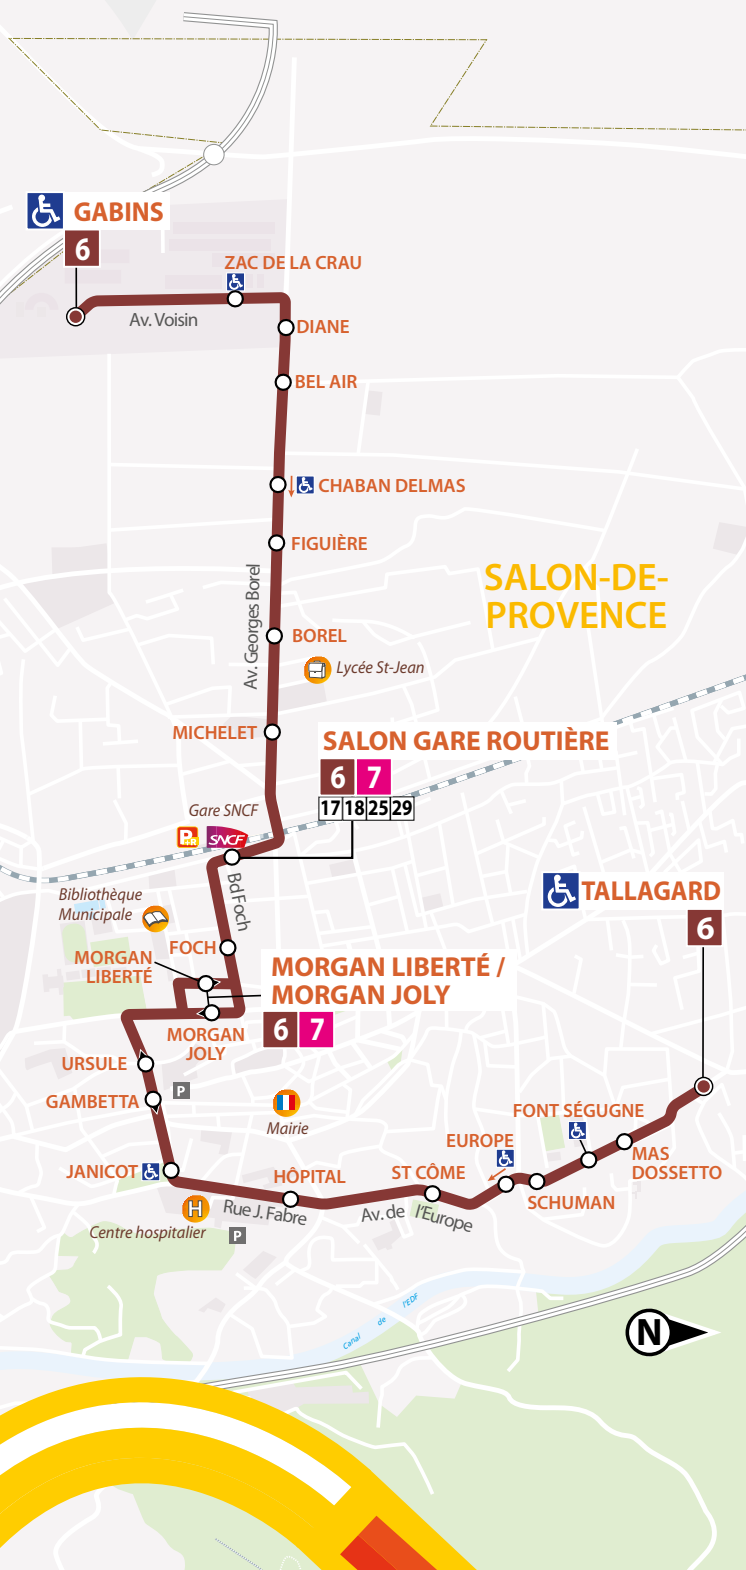 GABINS
6
ZAC DE LA CRAU
Av. Voisin
DIANE
BEL AIR
CHABAN DELMAS
FIGUIÈRE
SALON-DE-
PROVENCE
Av. Georges Borel
BOREL
Lycée St-Jean
MICHELET
SALON GARE ROUTIÈRE
6 7
17 18 25 29
Gare SNCF
P+R SNCF
Bd Foch
TALLAGARD
6
Bibliothèque
Municipale
FOCH
MORGAN
LIBERTÉ
MORGAN LIBERTÉ /
MORGAN JOLY
6 7
MORGAN
JOLY
URSULE
P
GAMBETTA
Mairie
FONT SÉGUGNE
EUROPE
MAS
DOSSETTO
JANICOT
HÔPITAL
ST CÔME
SCHUMAN
H
Rue J. Fabre
Av. de l'Europe
Centre hospitalier
P
Canal de l'EDF
N